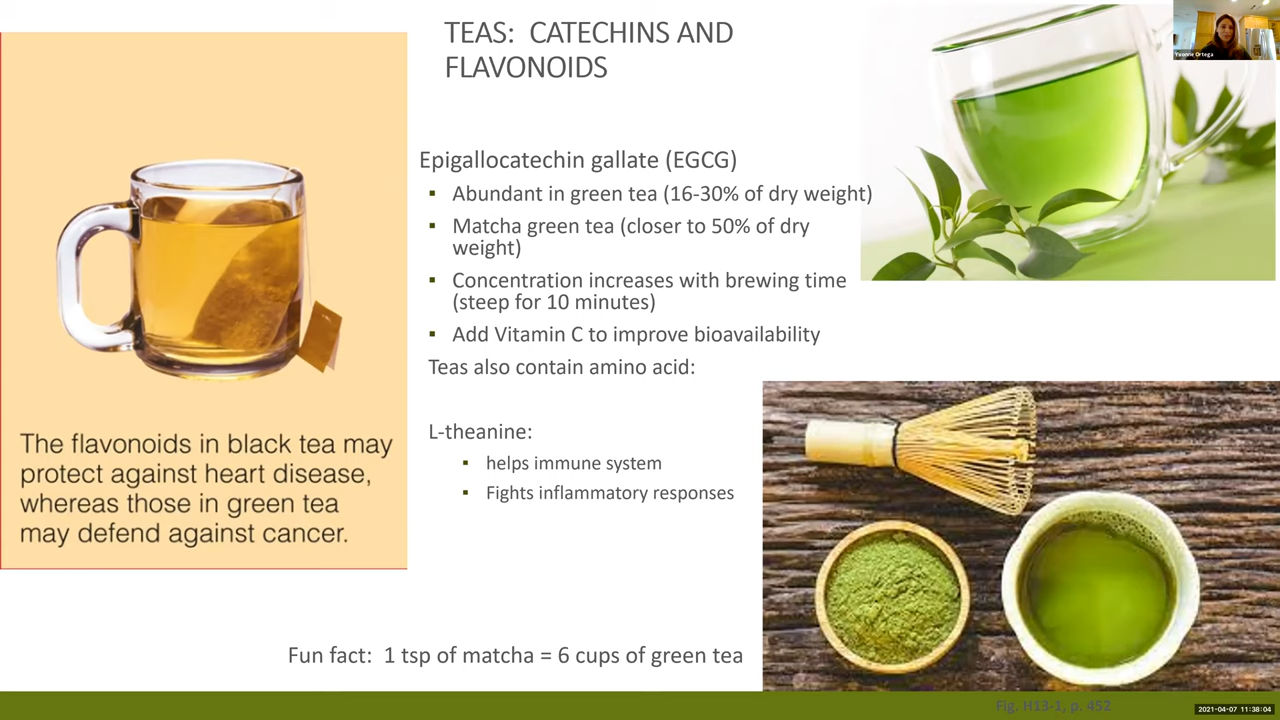 TEAS: CATECHINS AND
FLAVONOIDS
Yvonne Ortega
Epigallocatechin gallate (EGCG)
▪ Abundant in green tea (16-30% of dry weight)
▪ Matcha green tea (closer to 50% of dry
weight)
▪ Concentration increases with brewing time
(steep for 10 minutes)
▪ Add Vitamin C to improve bioavailability
Teas also contain amino acid:
L-theanine:
▪ helps immune system
▪ Fights inflammatory responses
The flavonoids in black tea may
protect against heart disease,
whereas those in green tea
may defend against cancer.
Fun fact: 1 tsp of matcha = 6 cups of green tea
Fig. H13-1, p. 452
2021-04-07 11:38:04